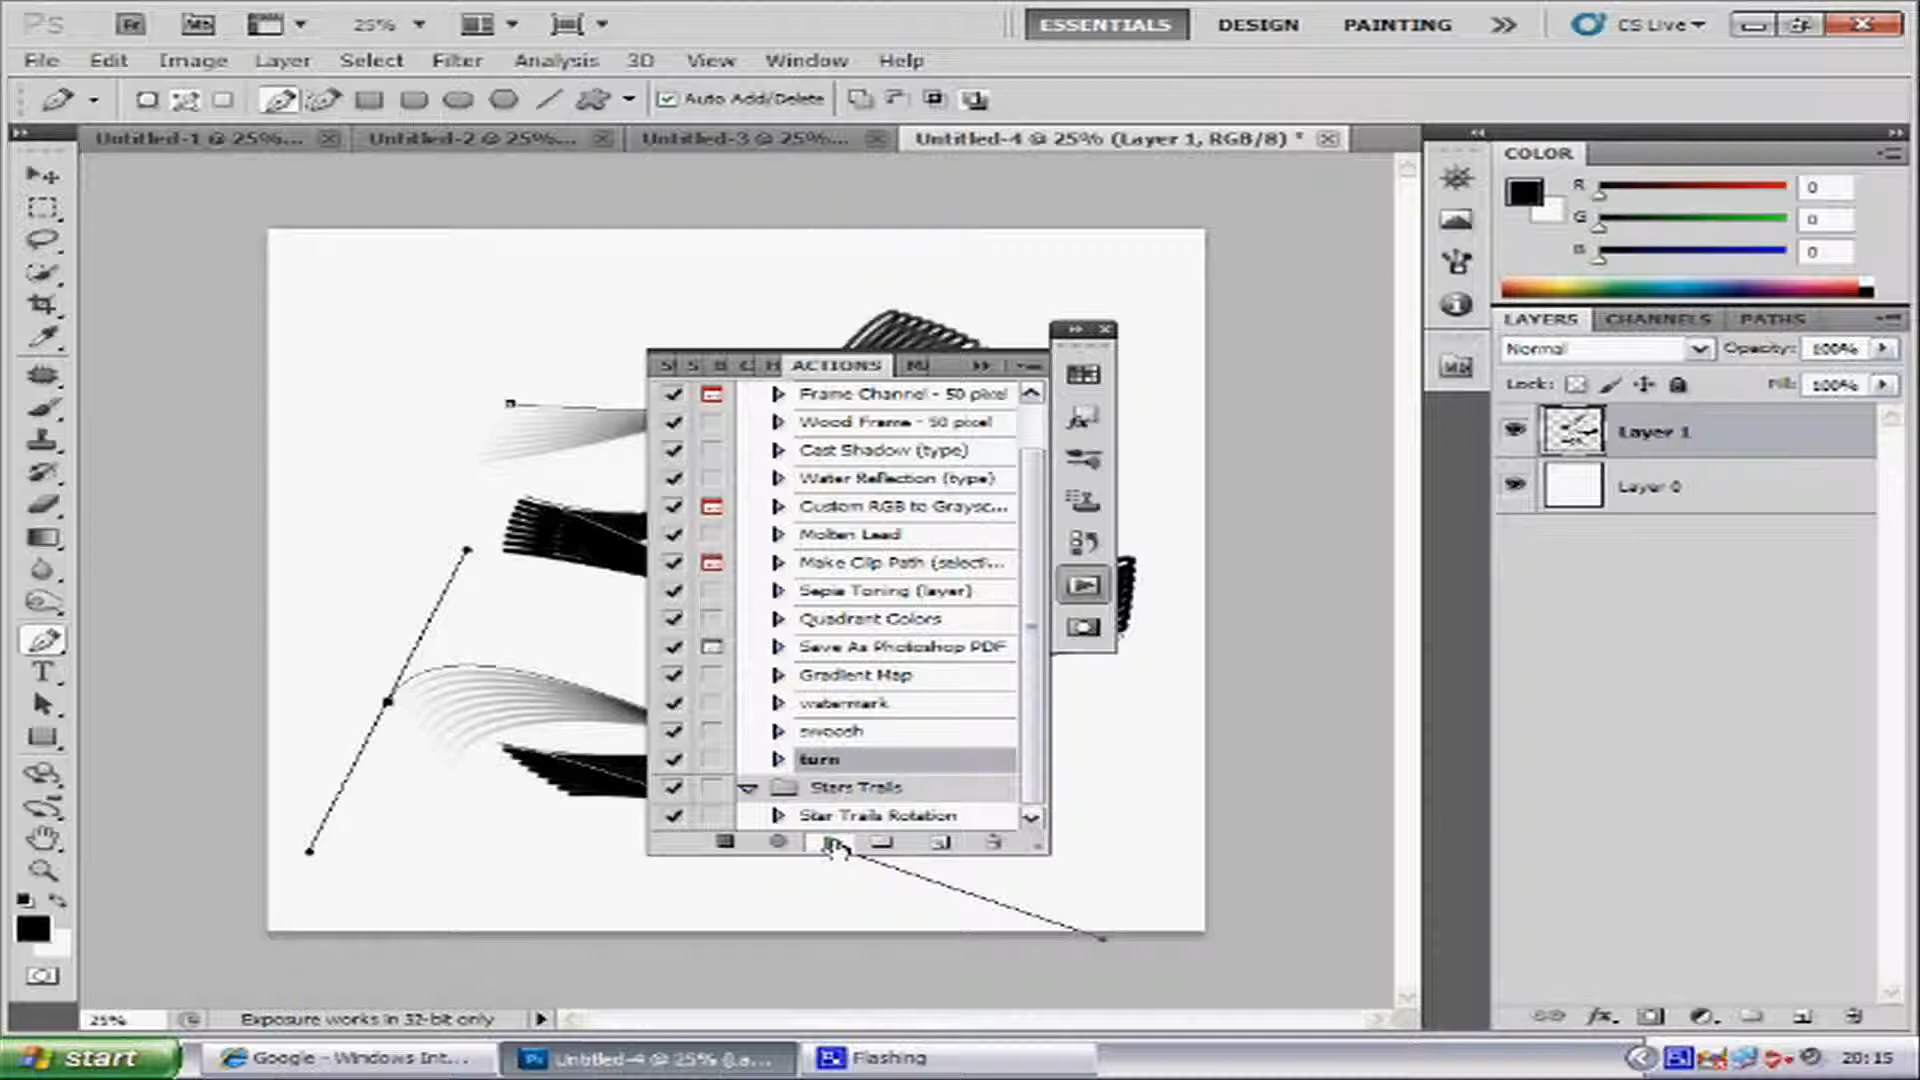 Ps Br Mb 25% ESSENTIALS DESIGN PAINTING CS Live
File Edit Image Layer Select Filter Analysis 3D View Window Help
Auto Add/Delete
Untitled-1 @ 25%... Untitled-2 @ 25%... Untitled-3 @ 25%... Untitled-4 @ 25% (Layer 1, RGB/8) *
COLOR
R 0
G 0
B 0
LAYERS CHANNELS PATHS
Normal Opacity: 100%
Lock: Fill: 100%
Layer 1
Layer 0
ACTIONS
Frame Channel - 50 pixel
Wood Frame - 50 pixel
Cast Shadow (type)
Water Reflection (type)
Custom RGB to Graysc...
Molten Lead
Make Clip Path (selecti...
Sepia Toning (layer)
Quadrant Colors
Save As Photoshop PDF
Gradient Map
watermark
swoosh
turn
Stars Trails
Star Trails Rotation
25% Exposure works in 32-bit only
start Google - Windows Int... Untitled-4 @ 25% (La... Flashing 20:15